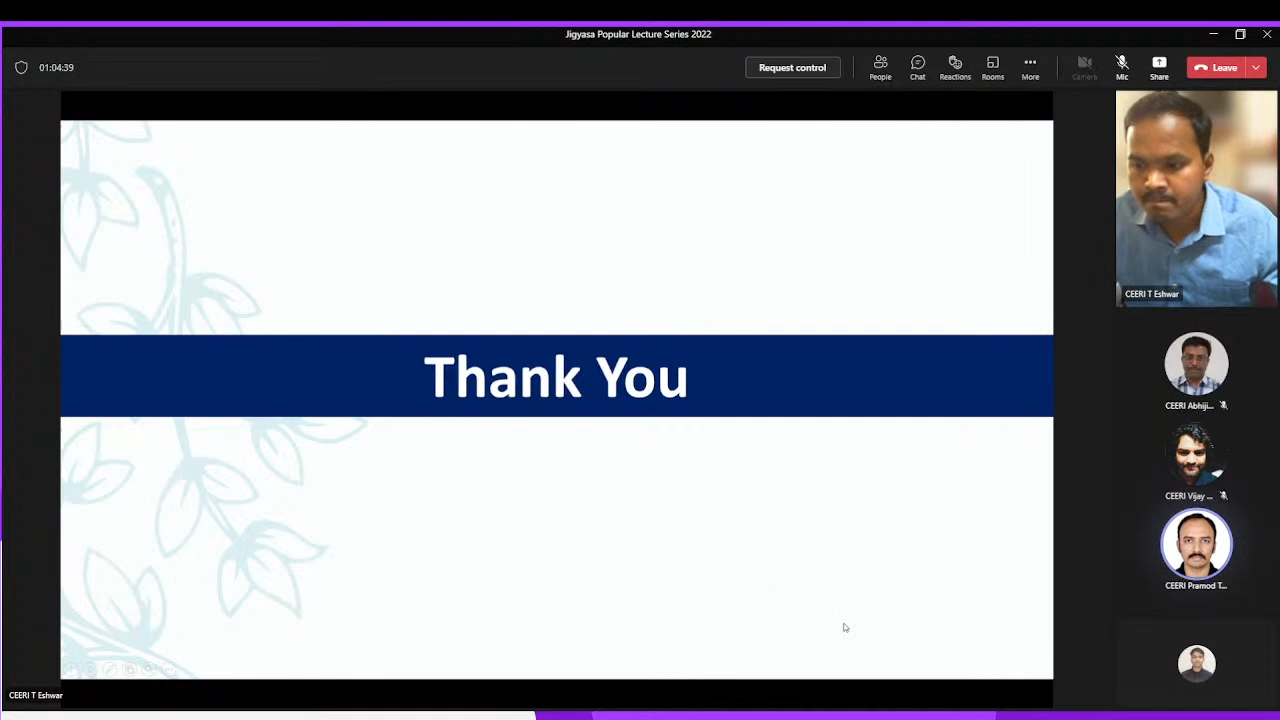 Jigyasa Popular Lecture Series 2022
01:04:39
Request control
People
Chat
Reactions
Rooms
More
Camera
Mic
Share
Leave
Thank You
CEERI T Eshwar
CEERI Abhiji...
CEERI Vijay ...
CEERI Pramod T...
CEERI T Eshwar